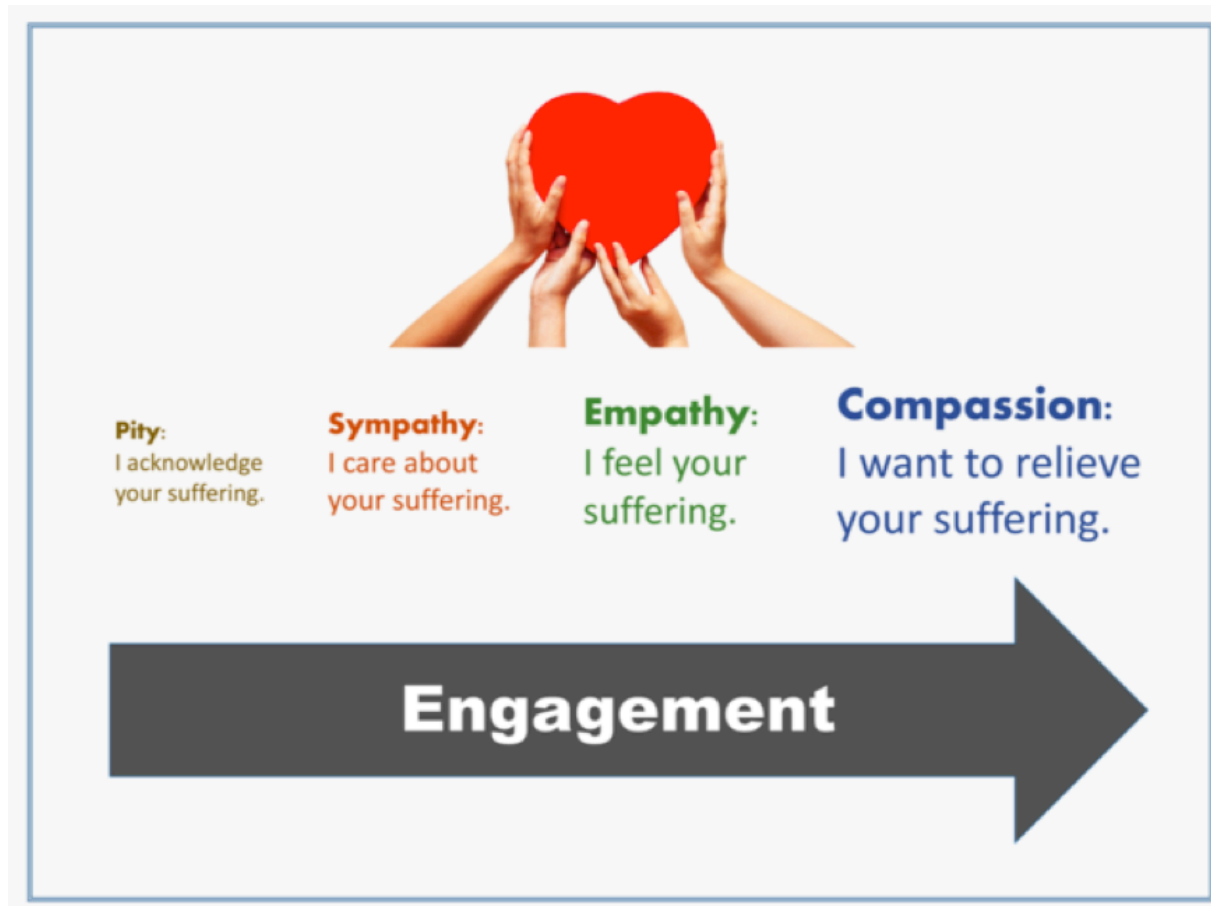 Pity:
I acknowledge
your suffering.
Sympathy:
I care about
your suffering.
Empathy:
I feel your
suffering.
Compassion:
I want to relieve
your suffering.
Engagement